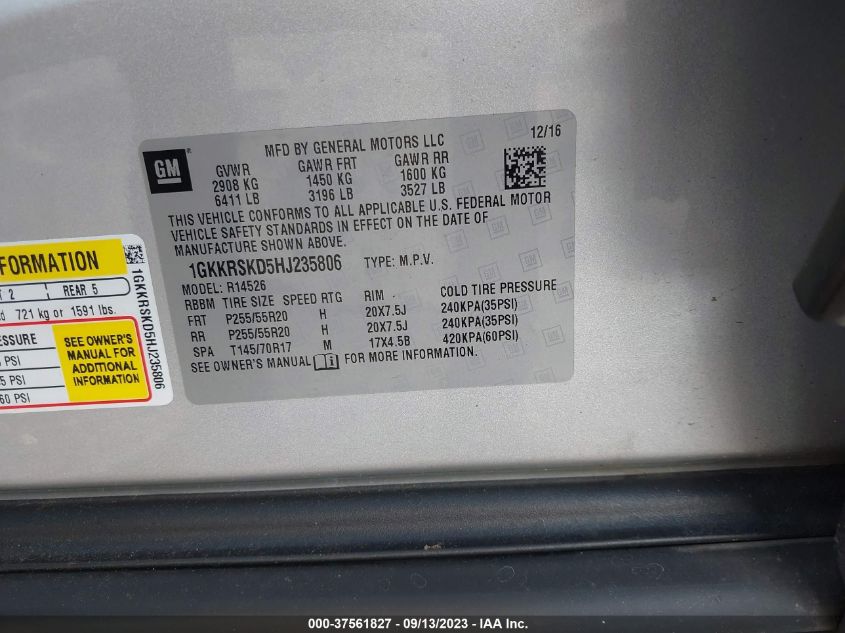 MFD BY GENERAL MOTORS LLC 12/16
GM
GVWR GAWR FRT GAWR RR
2908 KG 1450 KG 1600 KG
6411 LB 3196 LB 3527 LB
THIS VEHICLE CONFORMS TO ALL APPLICABLE U.S. FEDERAL MOTOR
VEHICLE SAFETY STANDARDS IN EFFECT ON THE DATE OF
MANUFACTURE SHOWN ABOVE.
1GKKRSKD5HJ235806 TYPE: M.P.V.
MODEL: R14526
RBBM TIRE SIZE SPEED RTG RIM COLD TIRE PRESSURE
FRT P255/55R20 H 20X7.5J 240KPA(35PSI)
RR P255/55R20 H 20X7.5J 240KPA(35PSI)
SPA T145/70R17 M 17X4.5B 420KPA(60PSI)
SEE OWNER'S MANUAL FOR MORE INFORMATION.
FORMATION
T 2 REAR 5
d 721 kg or 1591 lbs.
ESSURE
PSI
5 PSI
60 PSI
SEE OWNER'S
MANUAL FOR
ADDITIONAL
INFORMATION
1GKKRSKD5HJ235806
000-37561827 - 09/13/2023 - IAA Inc.